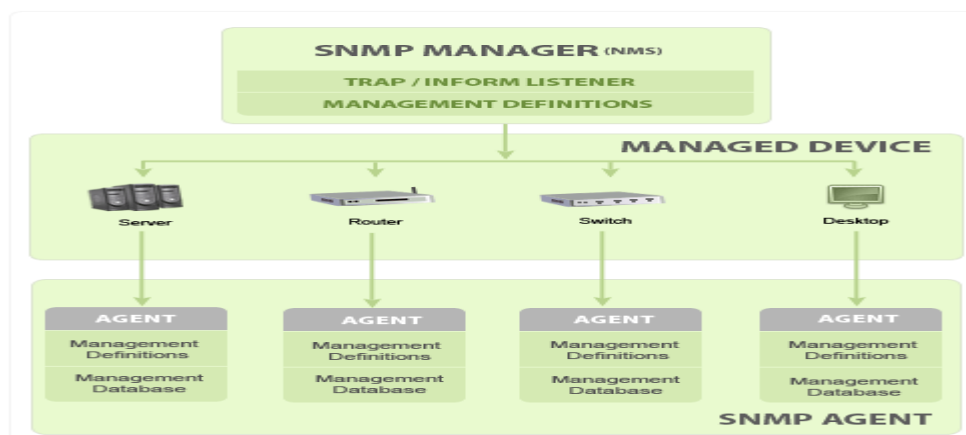 SNMP MANAGER (NMS)
TRAP / INFORM LISTENER
MANAGEMENT DEFINITIONS
MANAGED DEVICE
Server
Router
Switch
Desktop
AGENT
Management
Definitions
Management
Database
AGENT
Management
Definitions
Management
Database
AGENT
Management
Definitions
Management
Database
AGENT
Management
Definitions
Management
Database
SNMP AGENT